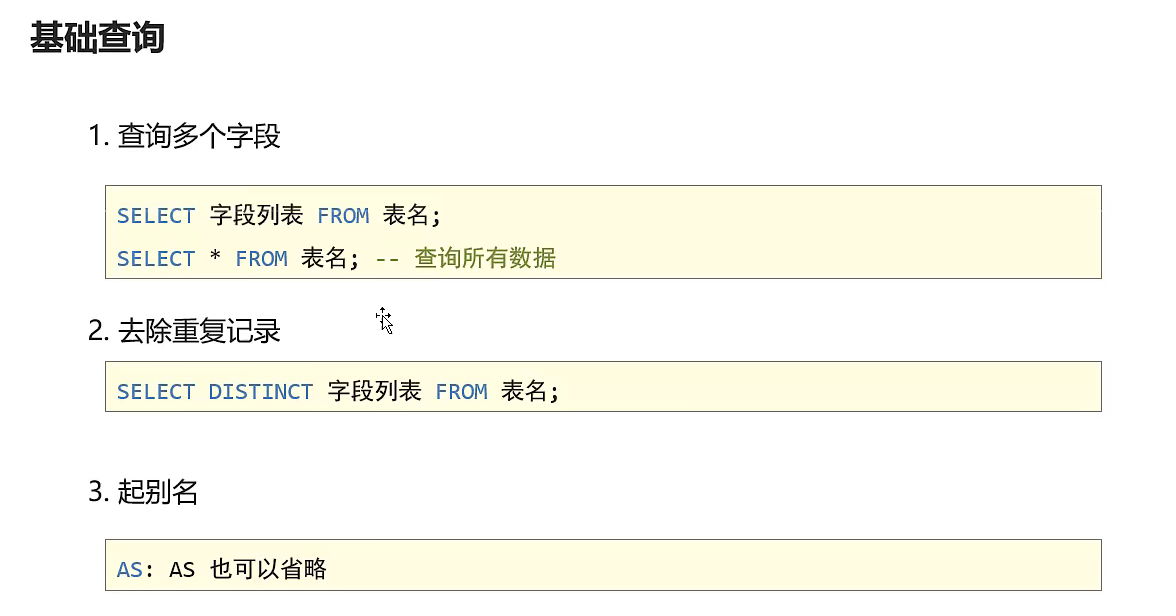 基础查询
1. 查询多个字段
SELECT 字段列表 FROM 表名;
SELECT * FROM 表名; -- 查询所有数据
2. 去除重复记录
SELECT DISTINCT 字段列表 FROM 表名;
3. 起别名
AS: AS 也可以省略